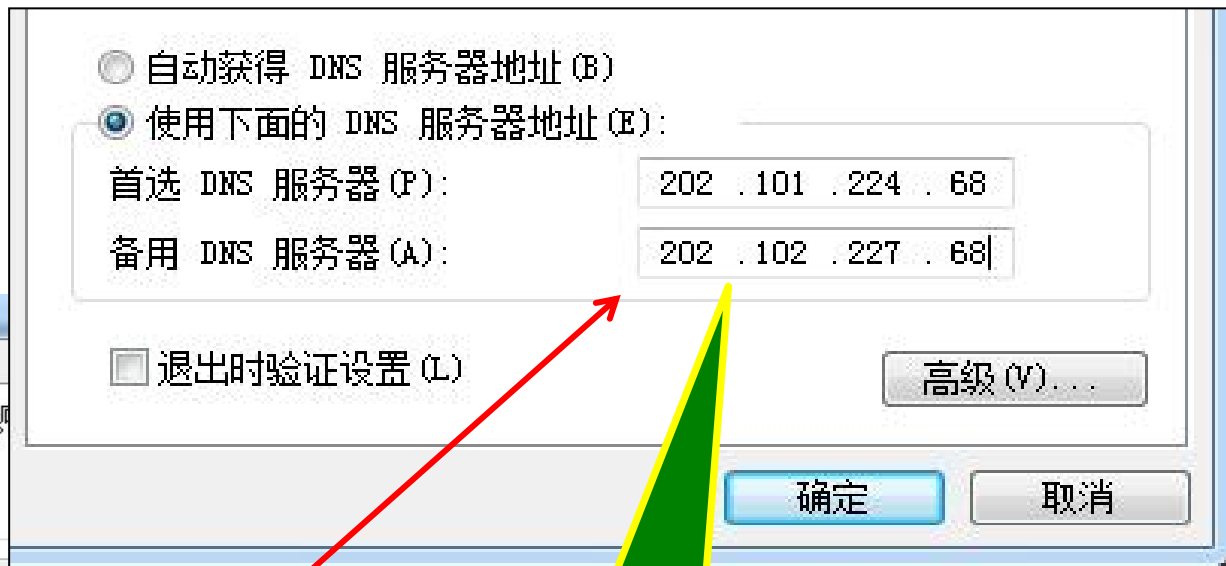 自动获得 DNS 服务器地址(B)
使用下面的 DNS 服务器地址(E):
首选 DNS 服务器(P): 202 .101 .224 . 68
备用 DNS 服务器(A): 202 .102 .227 . 68
退出时验证设置(L)
高级(V)...
确定 取消